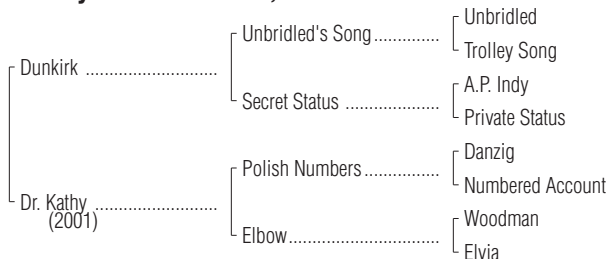 Unbridled
Unbridled's Song ..............
Trolley Song
Dunkirk ............................
A.P. Indy
Secret Status ....................
Private Status
Danzig
Polish Numbers ................
Numbered Account
Dr. Kathy ..........................
(2001)
Woodman
Elbow ................................
Elvia